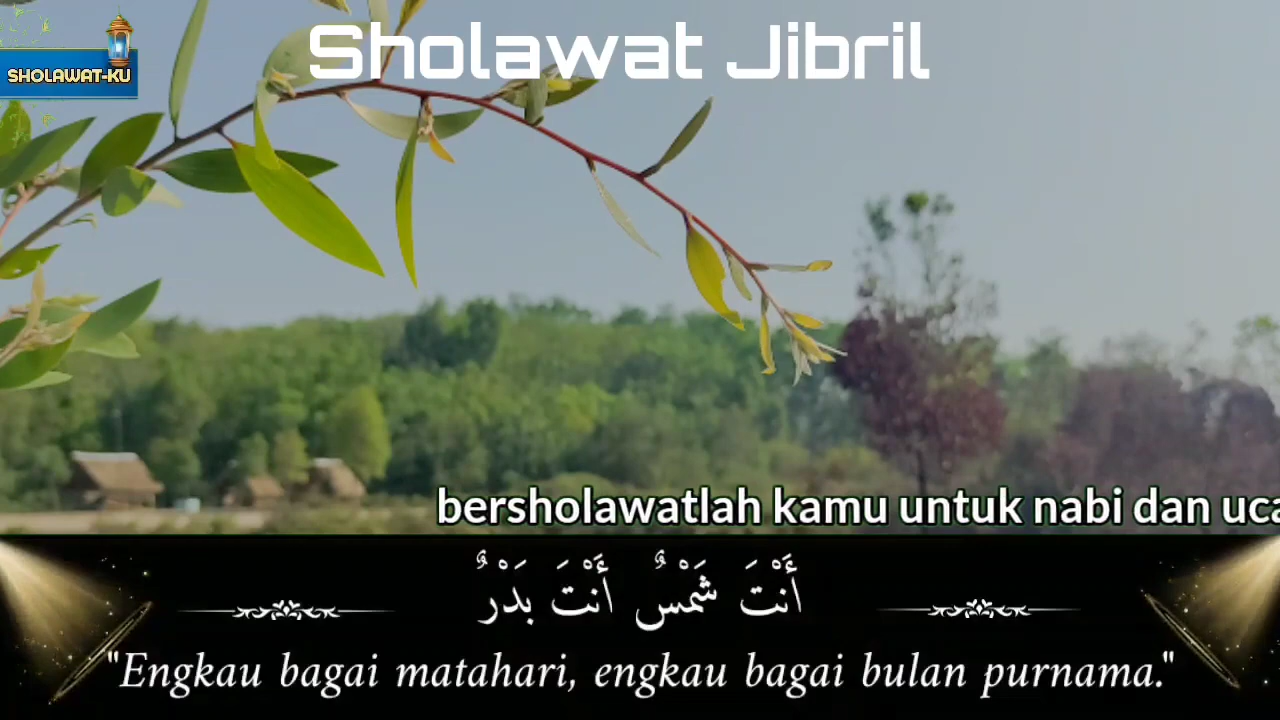 Sholawat Jibril
SHOLAWAT-KU
bersholawatlah kamu untuk nabi dan uca
أَنْتَ شَمْسٌ أَنْتَ بَدْرٌ
"Engkau bagai matahari, engkau bagai bulan purnama."